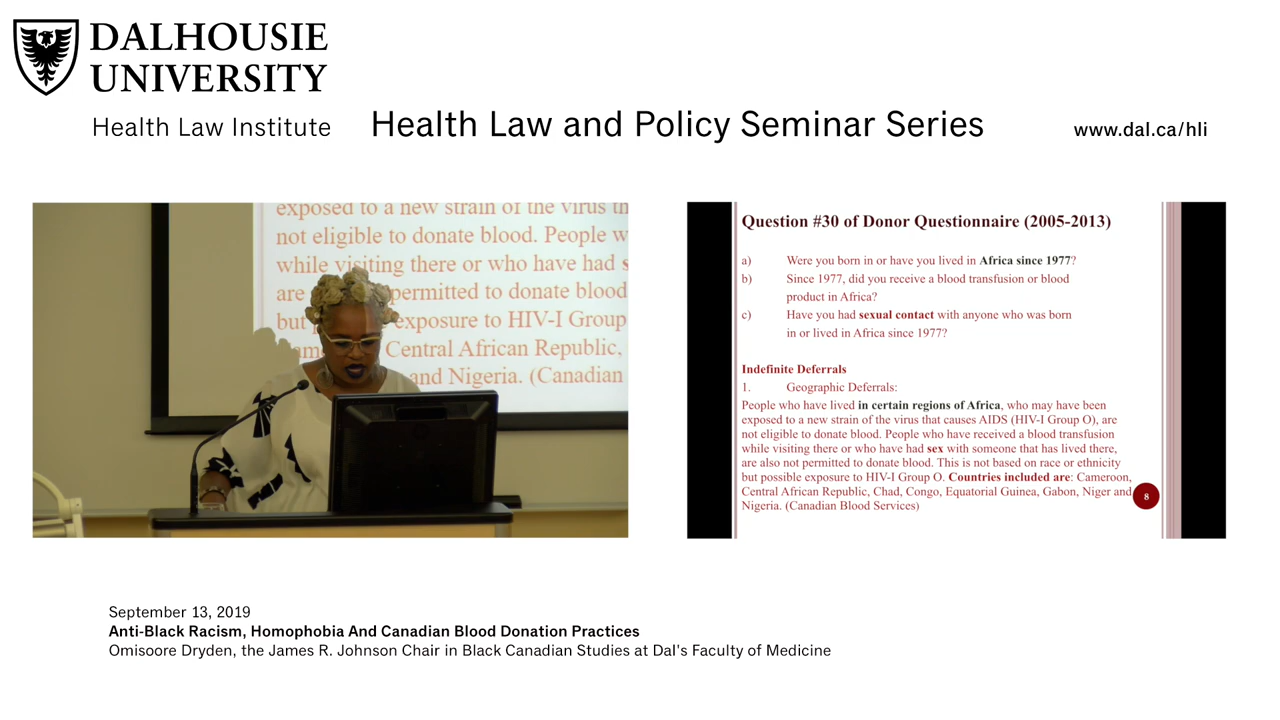 DALHOUSIE
UNIVERSITY
Health Law Institute
Health Law and Policy Seminar Series
www.dal.ca/hli
exposed to a new strain of the virus th
not eligible to donate blood. People w
while visiting there or who have had s
are permitted to donate blood
but exposure to HIV-I Group
Central African Republic,
and Nigeria. (Canadian
Question #30 of Donor Questionnaire (2005-2013)
a) Were you born in or have you lived in Africa since 1977?
b) Since 1977, did you receive a blood transfusion or blood
product in Africa?
c) Have you had sexual contact with anyone who was born
in or lived in Africa since 1977?
Indefinite Deferrals
1. Geographic Deferrals:
People who have lived in certain regions of Africa, who may have been
exposed to a new strain of the virus that causes AIDS (HIV-I Group O), are
not eligible to donate blood. People who have received a blood transfusion
while visiting there or who have had sex with someone that has lived there,
are also not permitted to donate blood. This is not based on race or ethnicity
but possible exposure to HIV-I Group O. Countries included are: Cameroon,
Central African Republic, Chad, Congo, Equatorial Guinea, Gabon, Niger and
Nigeria. (Canadian Blood Services)
8
September 13, 2019
Anti-Black Racism, Homophobia And Canadian Blood Donation Practices
Omisoore Dryden, the James R. Johnson Chair in Black Canadian Studies at Dal's Faculty of Medicine